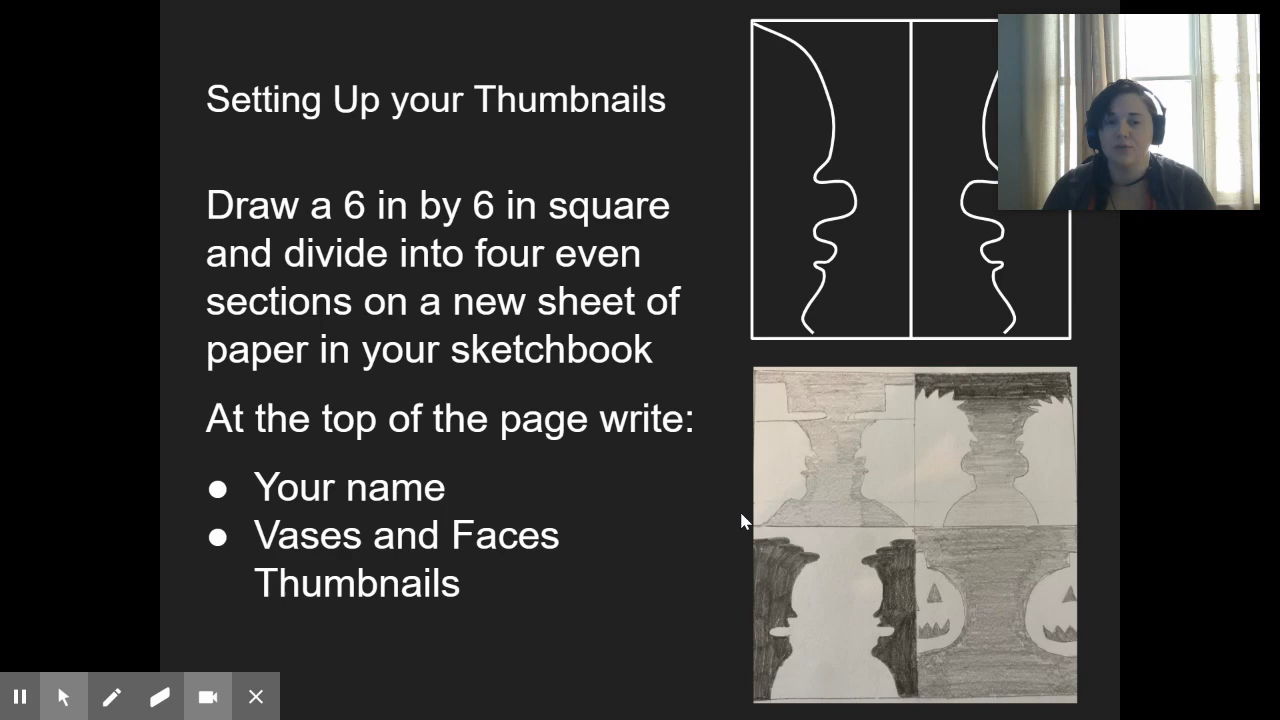 Setting Up your Thumbnails
Draw a 6 in by 6 in square
and divide into four even
sections on a new sheet of
paper in your sketchbook
At the top of the page write:
● Your name
● Vases and Faces
Thumbnails